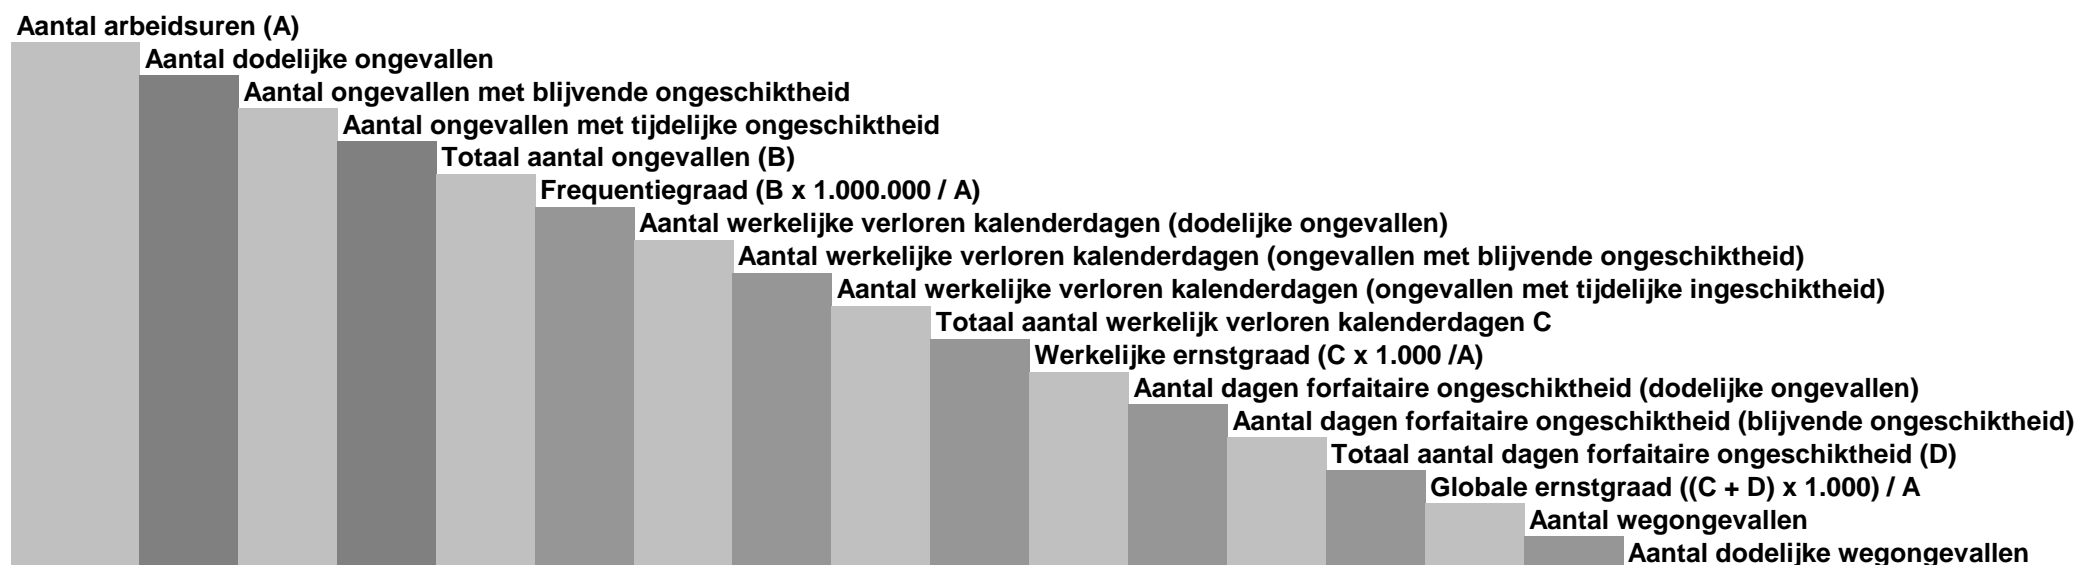 Aantal arbeidsuren (A)
Aantal dodelijke ongevallen
Aantal ongevallen met blijvende ongeschiktheid
Aantal ongevallen met tijdelijke ongeschiktheid
Totaal aantal ongevallen (B)
Frequentiegraad (B x 1.000.000 / A)
Aantal werkelijke verloren kalenderdagen (dodelijke ongevallen)
Aantal werkelijke verloren kalenderdagen (ongevallen met blijvende ongeschiktheid)
Aantal werkelijke verloren kalenderdagen (ongevallen met tijdelijke ingeschiktheid)
Totaal aantal werkelijk verloren kalenderdagen C
Werkelijke ernstgraad (C x 1.000 /A)
Aantal dagen forfaitaire ongeschiktheid (dodelijke ongevallen)
Aantal dagen forfaitaire ongeschiktheid (blijvende ongeschiktheid)
Totaal aantal dagen forfaitaire ongeschiktheid (D)
Globale ernstgraad ((C + D) x 1.000) / A
Aantal wegongevallen
Aantal dodelijke wegongevallen